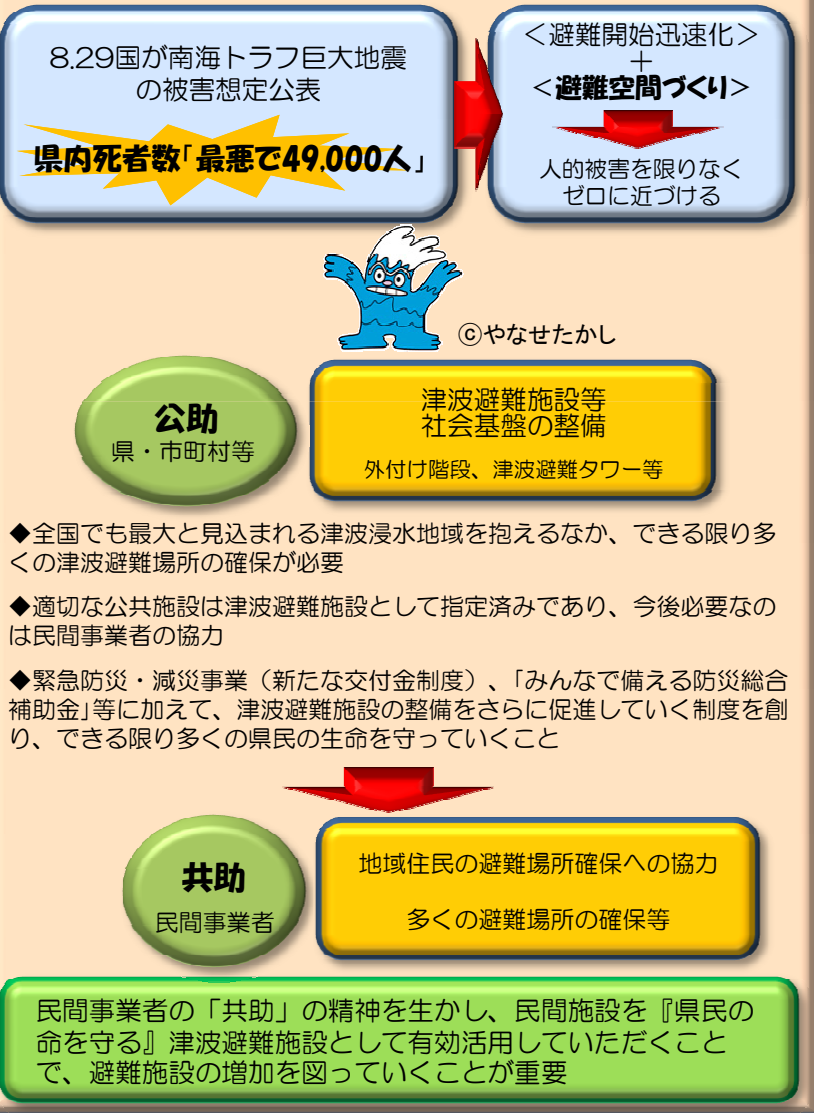 8.29国が南海トラフ巨大地震
の被害想定公表
県内死者数「最悪で49,000人」
＜避難開始迅速化＞
＋
＜避難空間づくり＞
人的被害を限りなく
ゼロに近づける
©やなせたかし
公助
県・市町村等
津波避難施設等
社会基盤の整備
外付け階段、津波避難タワー等
◆全国でも最大と見込まれる津波浸水地域を抱えるなか、できる限り多
くの津波避難場所の確保が必要
◆適切な公共施設は津波避難施設として指定済みであり、今後必要なの
は民間事業者の協力
◆緊急防災・減災事業（新たな交付金制度）、「みんなで備える防災総合
補助金」等に加えて、津波避難施設の整備をさらに促進していく制度を創
り、できる限り多くの県民の生命を守っていくこと
共助
民間事業者
地域住民の避難場所確保への協力
多くの避難場所の確保等
民間事業者の「共助」の精神を生かし、民間施設を『県民の
命を守る』津波避難施設として有効活用していただくこと
で、避難施設の増加を図っていくことが重要